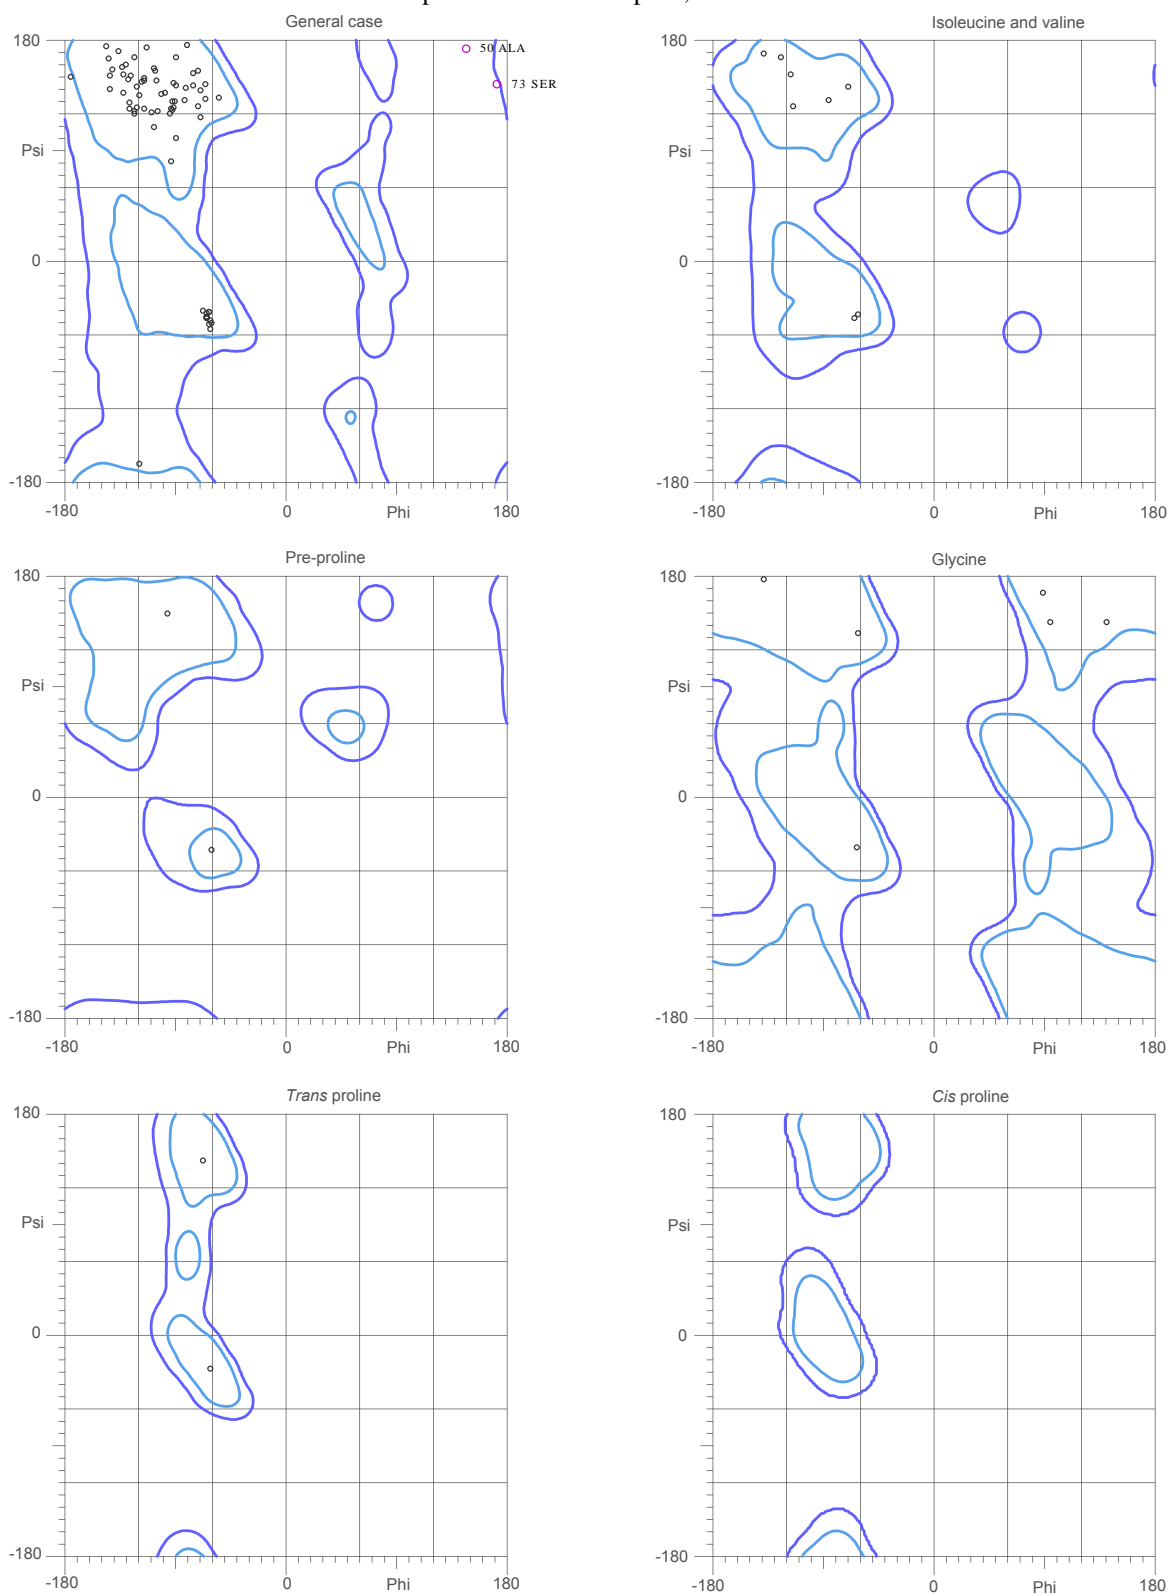 General case
Isoleucine and valine
180
50 ALA
73 SER
Psi
0
-180
-180
0
Phi
180
180
Psi
0
-180
-180
0
Phi
180
Pre-proline
Glycine
180
Psi
0
-180
-180
0
Phi
180
180
Psi
0
-180
-180
0
Phi
180
Trans proline
Cis proline
180
Psi
0
-180
-180
0
Phi
180
180
Psi
0
-180
-180
0
Phi
180